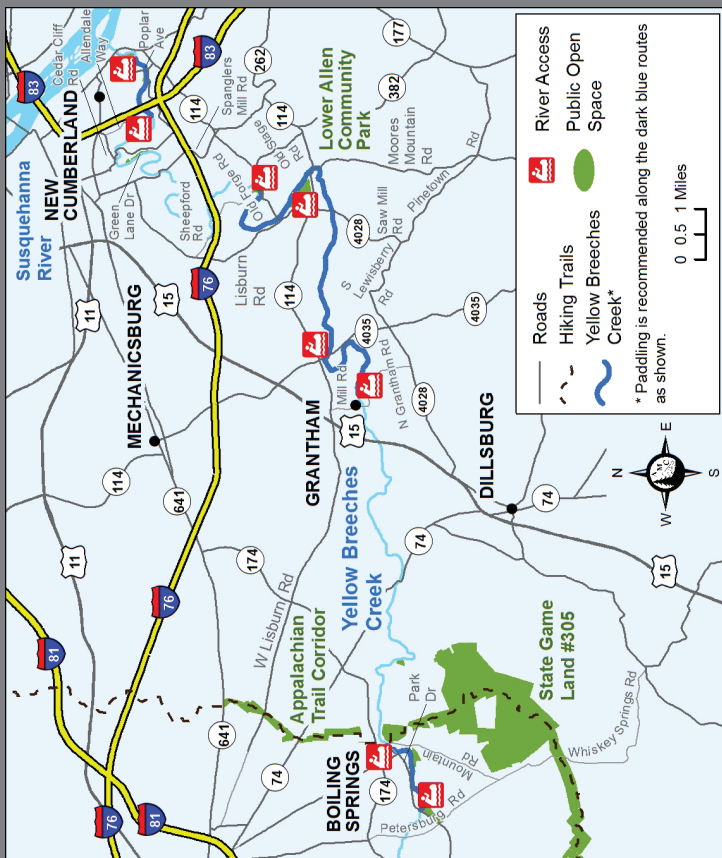 Susquehanna
River
NEW
CUMBERLAND
Cedar Cliff
Rd
Allendale
Way
Poplar
Ave
83
83
11
15
76
114
262
177
382
Spanglers
Mill Rd
Green
Lane Dr
Sheepford
Rd
Old Forge Rd
Old Stage
Rd
114
Lower Allen
Community
Park
Moores
Mountain
Rd
Pinetown
Rd
Saw Mill
Rd
4028
Lisburn
Rd
114
S
Lewisberry
Rd
4035
4035
MECHANICSBURG
114
641
GRANTHAM
Mill Rd
15
N Grantham Rd
4028
DILLSBURG
74
74
15
11
76
81
174
W Lisburn Rd
Yellow Breeches
Creek
Appalachian
Trail Corridor
641
74
76
81
BOILING
SPRINGS
174
Park
Dr
Mountain
Rd
Petersburg Rd
State Game
Land #305
Whiskey Springs Rd
N
E
S
W
AMC
Roads
Hiking Trails
Yellow Breeches
Creek*
River Access
Public Open
Space
* Paddling is recommended along the dark blue routes
as shown.
0 0.5 1 Miles